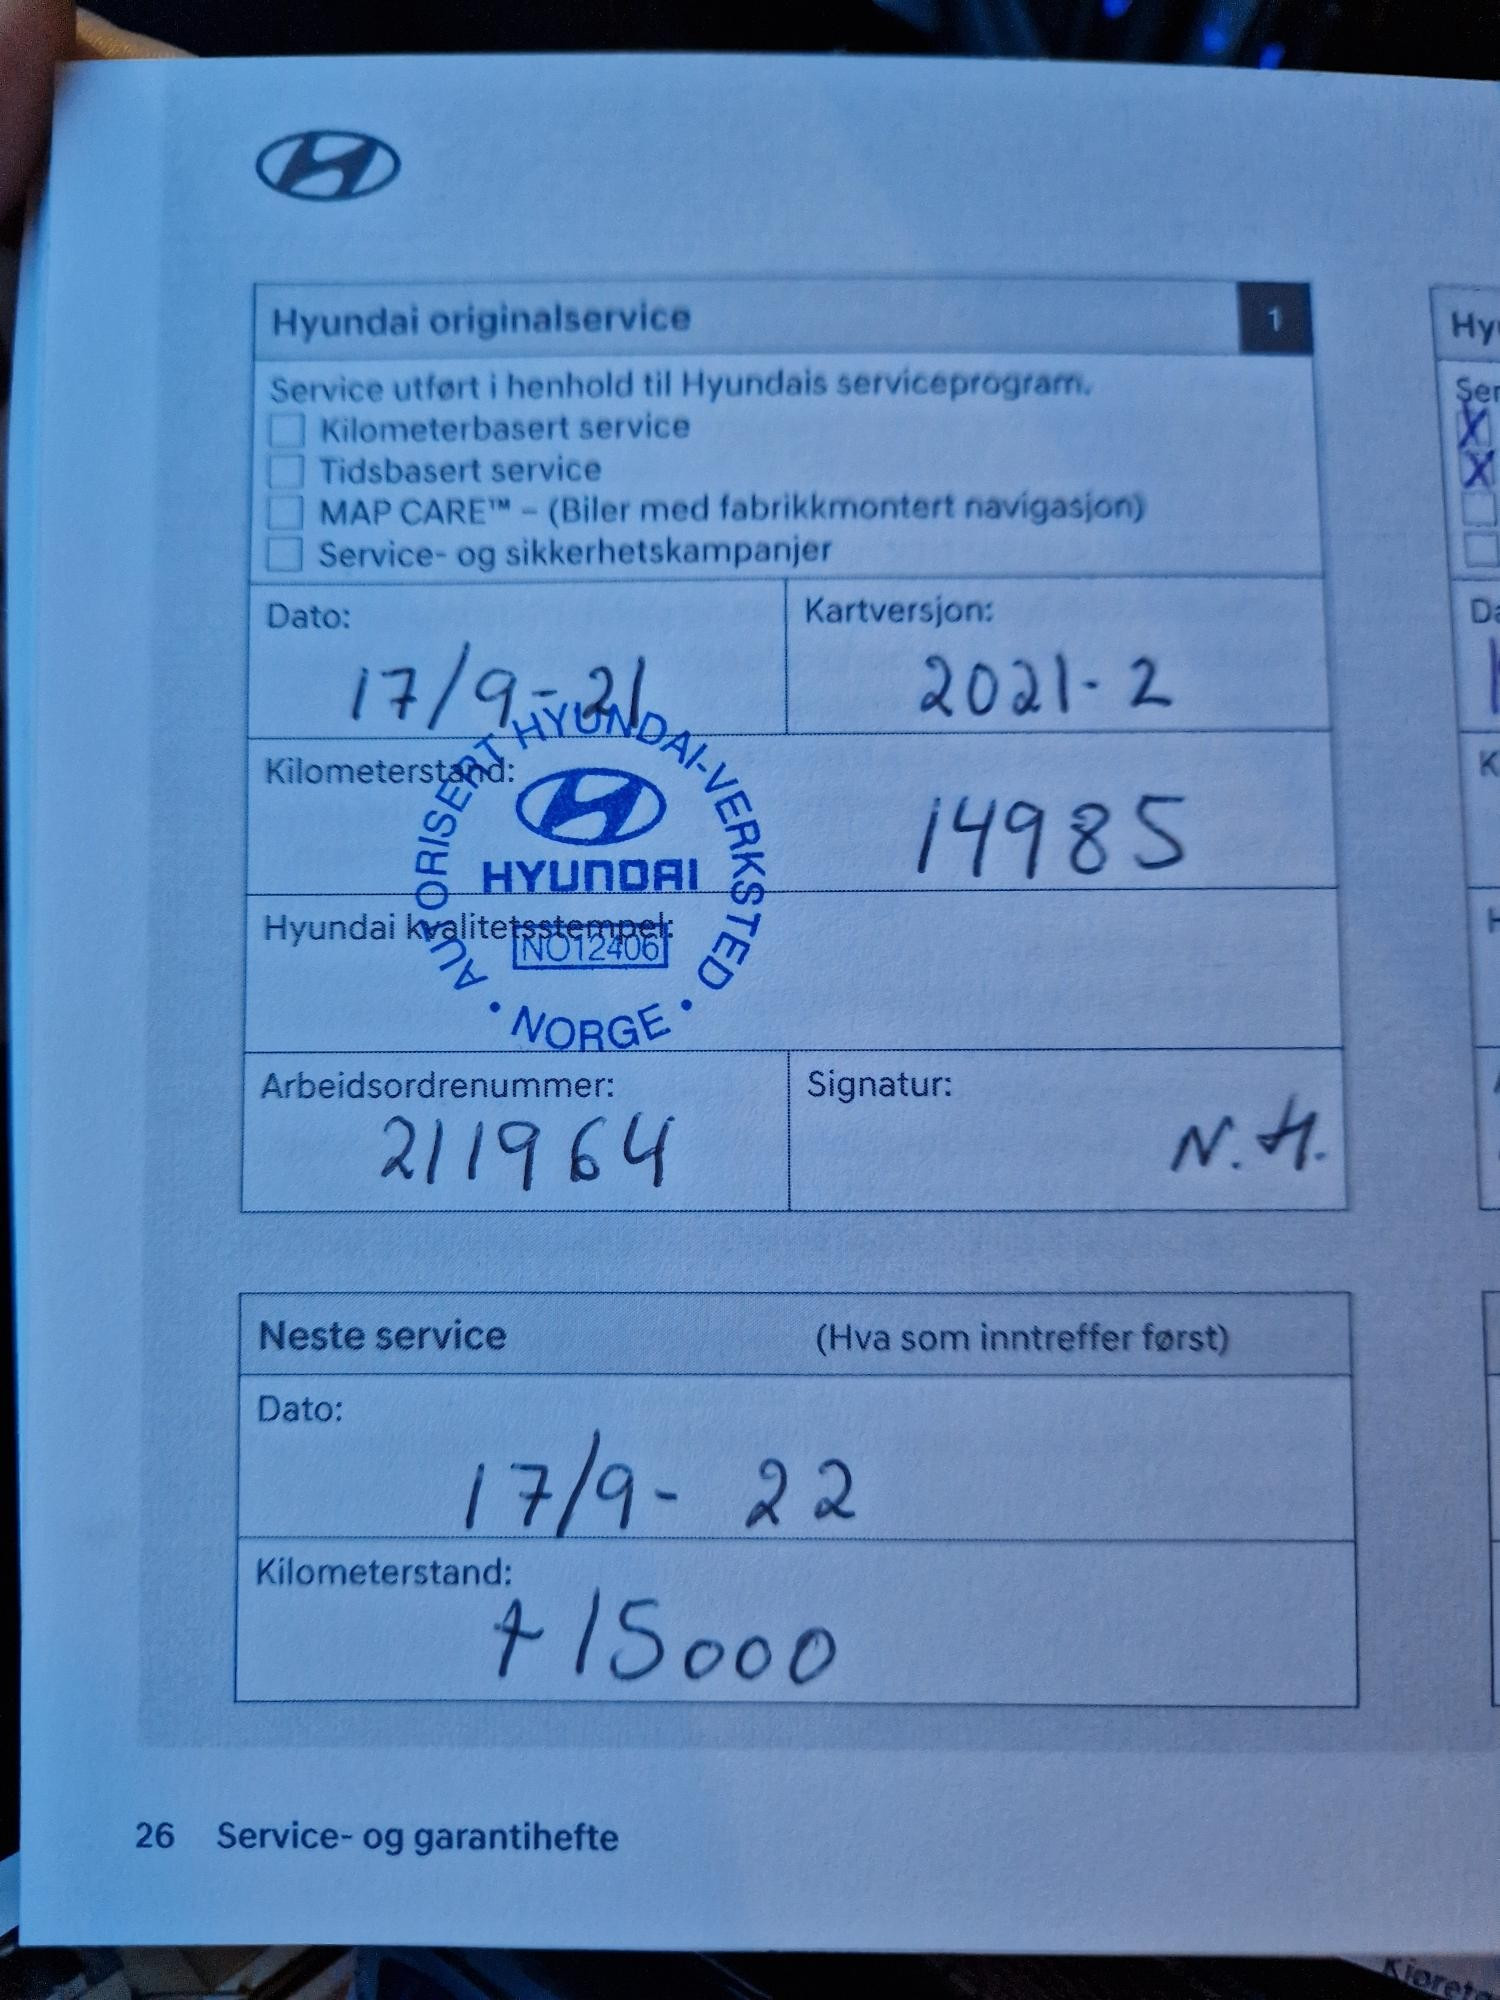 Hyundai originalservice 1
Service utført i henhold til Hyundais serviceprogram.
Kilometerbasert service
Tidsbasert service
MAP CARE™ – (Biler med fabrikkmontert navigasjon)
Service- og sikkerhetskampanjer
Dato: Kartversjon:
17/9-21 2021-2
Kilometerstand:
14985
Hyundai kvalitetsstempel:
AUTORISERT HYUNDAI-VERKSTED
HYUNDAI
NO12406
• NORGE •
Arbeidsordrenummer: Signatur:
211964 N.H.
Neste service (Hva som inntreffer først)
Dato:
17/9- 22
Kilometerstand:
+15000
26 Service- og garantihefte
Hy
Ser
X
X
Da
K
H